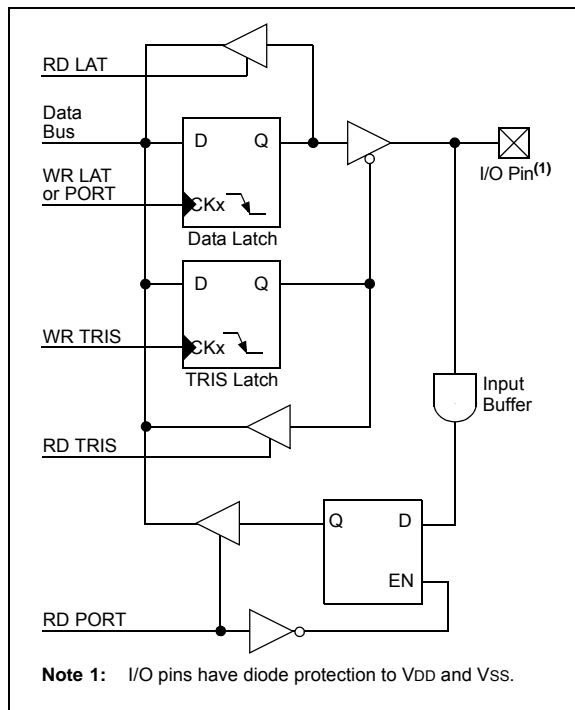 RD LAT
Data
Bus
D Q
WR LAT
or PORT
CKx
Data Latch
I/O Pin(1)
D Q
WR TRIS
CKx
TRIS Latch
Input
Buffer
RD TRIS
Q D
EN
RD PORT
Note 1: I/O pins have diode protection to VDD and VSS.